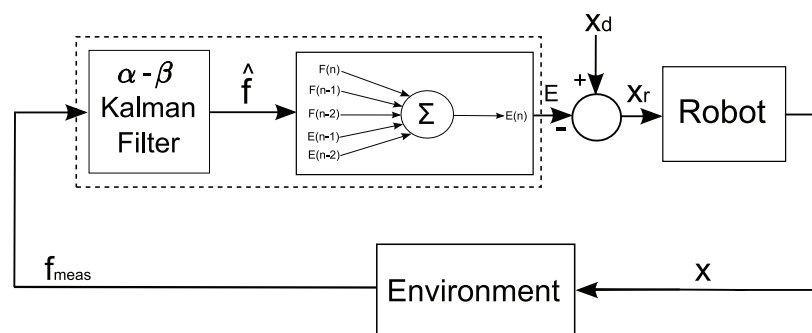 α - β
Kalman
Filter
f̂
F(n)
F(n-1)
F(n-2)
E(n-1)
E(n-2)
Σ
E(n)
E
+
-
xd
xr
Robot
fmeas
Environment
x